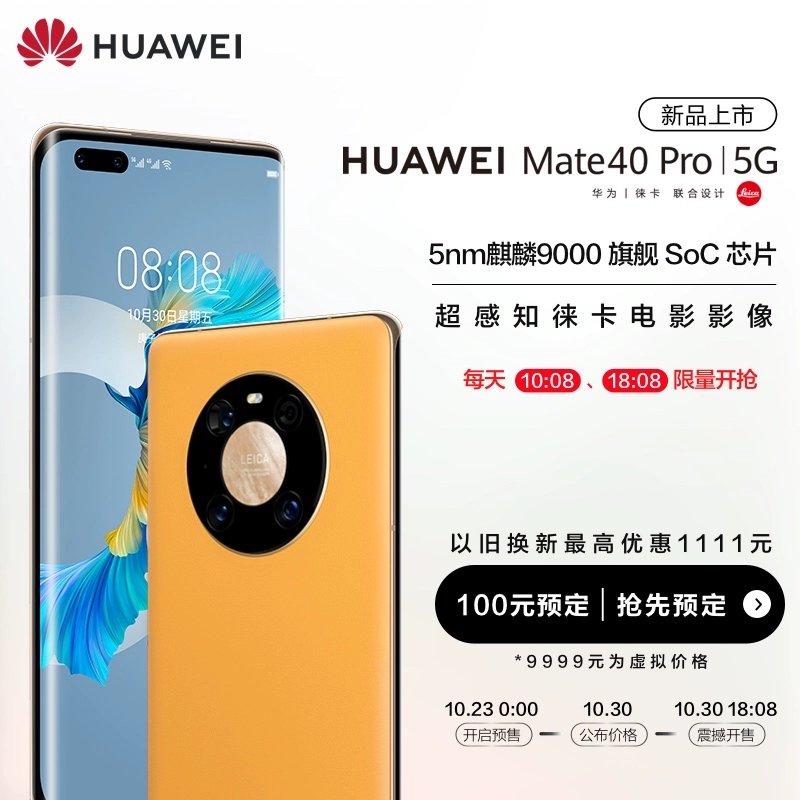 HUAWEI
新品上市
HUAWEI Mate40 Pro | 5G
华为 | 徕卡 联合设计 Leica
5nm麒麟9000 旗舰 SoC 芯片
超感知徕卡电影影像
每天 10:08 、 18:08 限量开抢
08:08
10月30日星期五
LEICA
以旧换新最高优惠1111元
100元预定 | 抢先预定
*9999元为虚拟价格
10.23 0:00 10.30 10.30 18:08
开启预售 公布价格 震撼开售